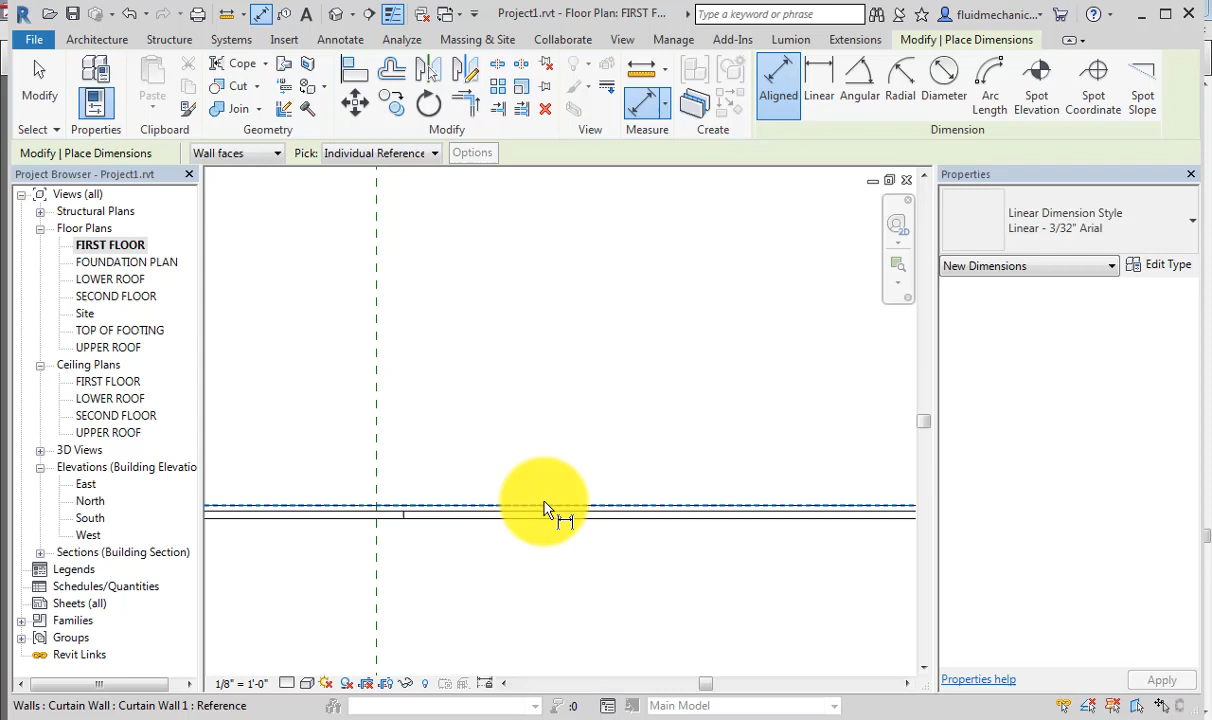 Project1.rvt - Floor Plan: FIRST F...
Type a keyword or phrase
fluidmechanic...
File
Architecture
Structure
Systems
Insert
Annotate
Analyze
Massing & Site
Collaborate
View
Manage
Add-Ins
Lumion
Extensions
Modify | Place Dimensions
Modify
Select
Properties
Paste
Clipboard
Cope
Cut
Join
Geometry
Modify
View
Measure
Create
Aligned
Linear
Angular
Radial
Diameter
Arc
Length
Spot
Elevation
Spot
Coordinate
Spot
Slope
Dimension
Modify | Place Dimensions
Wall faces
Pick:
Individual Reference
Options
Project Browser - Project1.rvt
Views (all)
Structural Plans
Floor Plans
FIRST FLOOR
FOUNDATION PLAN
LOWER ROOF
SECOND FLOOR
Site
TOP OF FOOTING
UPPER ROOF
Ceiling Plans
FIRST FLOOR
LOWER ROOF
SECOND FLOOR
UPPER ROOF
3D Views
Elevations (Building Elevatio
East
North
South
West
Sections (Building Section)
Legends
Schedules/Quantities
Sheets (all)
Families
Groups
Revit Links
2D
Properties
Linear Dimension Style
Linear - 3/32" Arial
New Dimensions
Edit Type
Properties help
Apply
1/8" = 1'-0"
Walls : Curtain Wall : Curtain Wall 1 : Reference
:0
Main Model